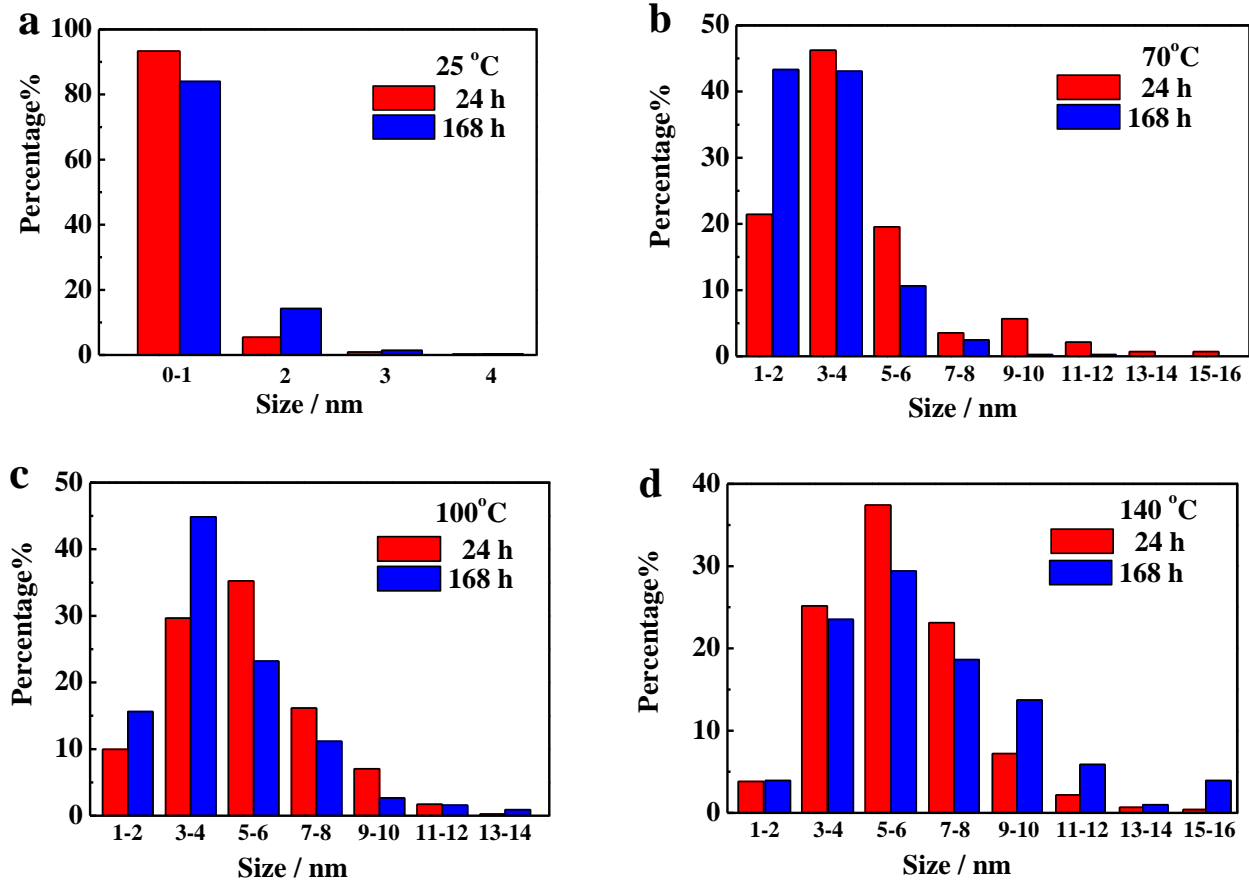 a
100
80
60
40
20
0
Percentage%
25 °C
24 h
168 h
0-1 2 3 4
Size / nm
b
50
40
30
20
10
0
Percentage%
70°C
24 h
168 h
1-2 3-4 5-6 7-8 9-10 11-12 13-14 15-16
Size / nm
c
50
40
30
20
10
0
Percentage%
100°C
24 h
168 h
1-2 3-4 5-6 7-8 9-10 11-12 13-14
Size / nm
d
40
30
20
10
0
Percentage%
140 °C
24 h
168 h
1-2 3-4 5-6 7-8 9-10 11-12 13-14 15-16
Size / nm